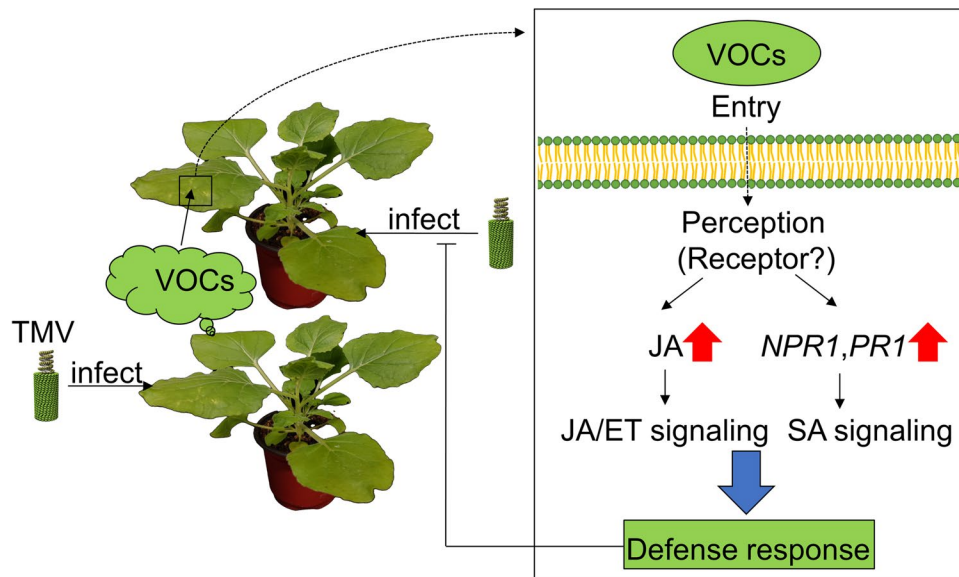 VOCs
Entry
Perception
(Receptor?)
JA
NPR1,PR1
JA/ET signaling
SA signaling
Defense response
infect
VOCs
TMV
infect